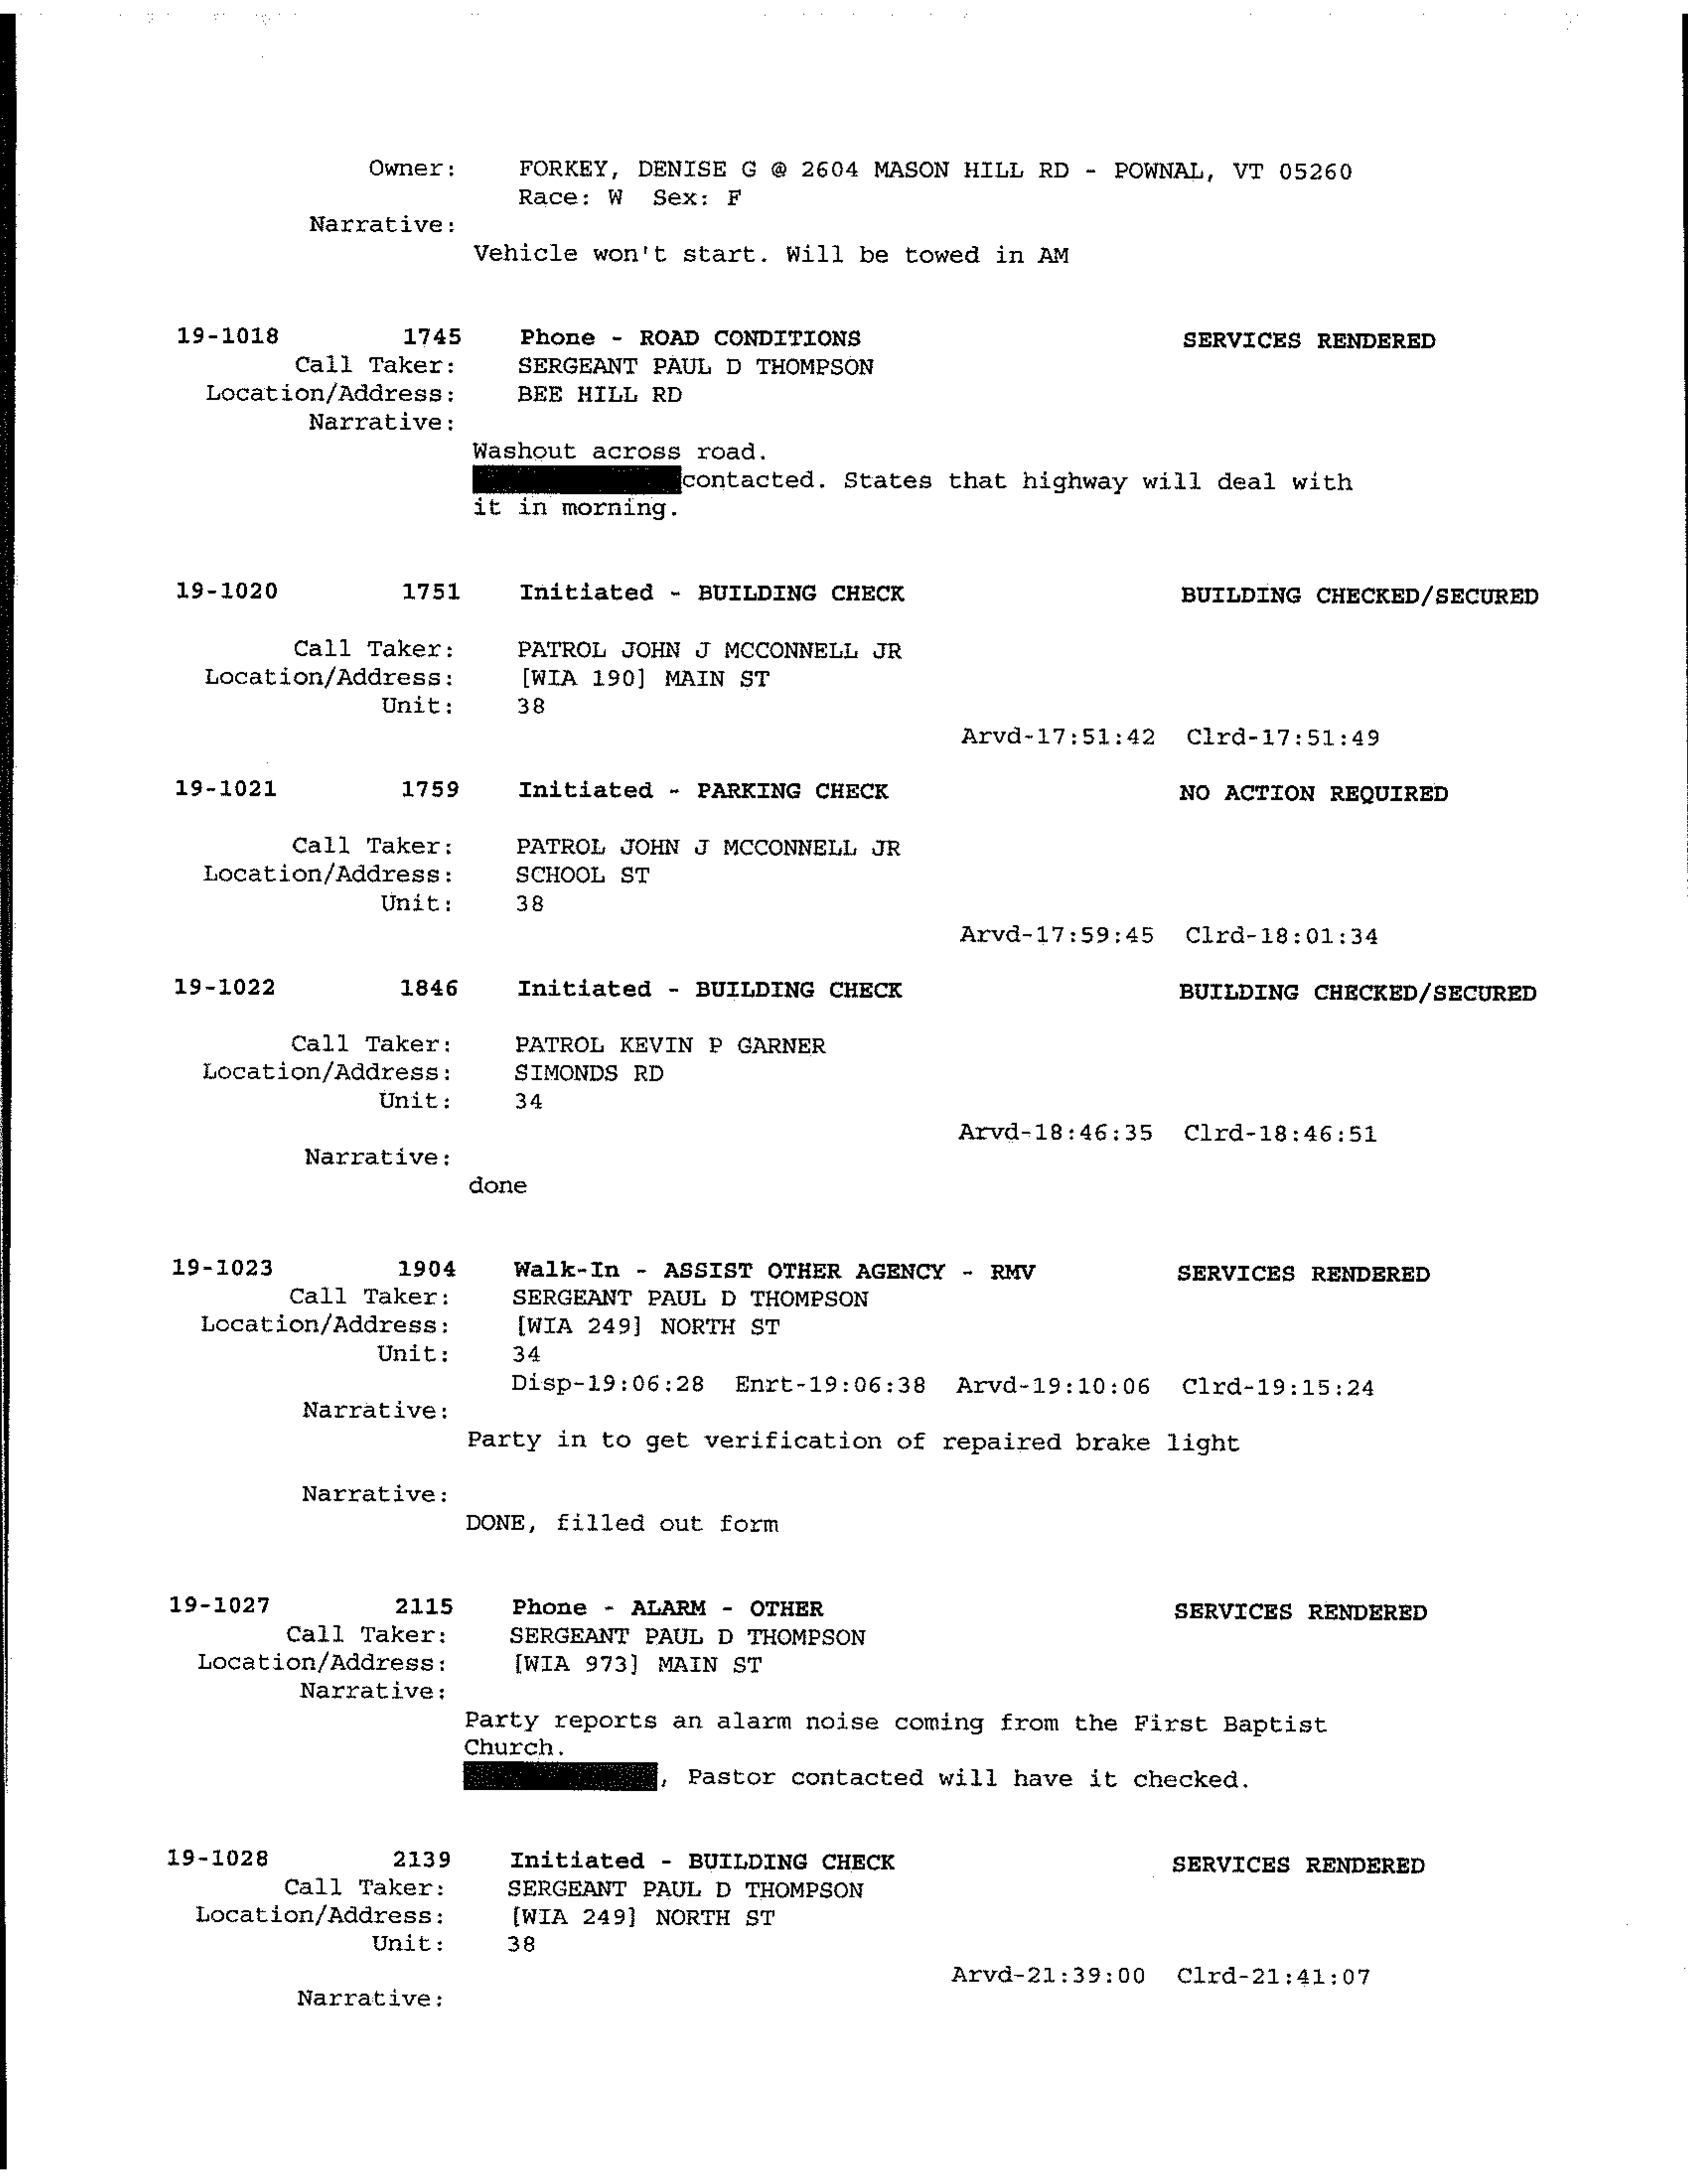 Owner: FORKEY, DENISE G @ 2604 MASON HILL RD - POWNAL, VT 05260
Race: W Sex: F
Narrative:
Vehicle won't start. Will be towed in AM
19-1018 1745 Phone - ROAD CONDITIONS SERVICES RENDERED
Call Taker: SERGEANT PAUL D THOMPSON
Location/Address: BEE HILL RD
Narrative:
Washout across road.
contacted. States that highway will deal with
it in morning.
19-1020 1751 Initiated - BUILDING CHECK BUILDING CHECKED/SECURED
Call Taker: PATROL JOHN J MCCONNELL JR
Location/Address: [WIA 190] MAIN ST
Unit: 38
Arvd-17:51:42 Clrd-17:51:49
19-1021 1759 Initiated - PARKING CHECK NO ACTION REQUIRED
Call Taker: PATROL JOHN J MCCONNELL JR
Location/Address: SCHOOL ST
Unit: 38
Arvd-17:59:45 Clrd-18:01:34
19-1022 1846 Initiated - BUILDING CHECK BUILDING CHECKED/SECURED
Call Taker: PATROL KEVIN P GARNER
Location/Address: SIMONDS RD
Unit: 34
Arvd-18:46:35 Clrd-18:46:51
Narrative:
done
19-1023 1904 Walk-In - ASSIST OTHER AGENCY - RMV SERVICES RENDERED
Call Taker: SERGEANT PAUL D THOMPSON
Location/Address: [WIA 249] NORTH ST
Unit: 34
Disp-19:06:28 Enrt-19:06:38 Arvd-19:10:06 Clrd-19:15:24
Narrative:
Party in to get verification of repaired brake light
Narrative:
DONE, filled out form
19-1027 2115 Phone - ALARM - OTHER SERVICES RENDERED
Call Taker: SERGEANT PAUL D THOMPSON
Location/Address: [WIA 973] MAIN ST
Narrative:
Party reports an alarm noise coming from the First Baptist
Church.
, Pastor contacted will have it checked.
19-1028 2139 Initiated - BUILDING CHECK SERVICES RENDERED
Call Taker: SERGEANT PAUL D THOMPSON
Location/Address: [WIA 249] NORTH ST
Unit: 38
Arvd-21:39:00 Clrd-21:41:07
Narrative: